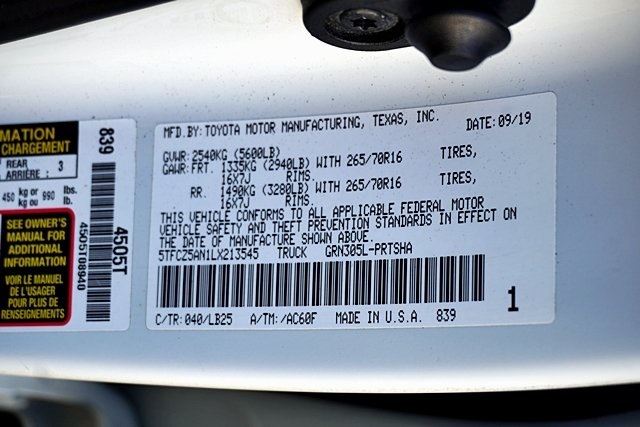 MATION
CHARGEMENT
REAR
ARRIÈRE : 3
450 kg or 990 lbs.
kg ou lb.
SEE OWNER'S
MANUAL FOR
ADDITIONAL
INFORMATION
VOIR LE MANUEL
DE L'USAGER
POUR PLUS DE
RENSEIGNEMENTS
839
4505T
4505T08940
MFD.BY: TOYOTA MOTOR MANUFACTURING, TEXAS, INC. DATE: 09/19
GVWR: 2540KG (5600LB)
GAWR: FRT. 1335KG (2940LB) WITH 265/70R16 TIRES,
16X7J RIMS.
RR. 1490KG (3280LB) WITH 265/70R16 TIRES,
16X7J RIMS.
THIS VEHICLE CONFORMS TO ALL APPLICABLE FEDERAL MOTOR
VEHICLE SAFETY AND THEFT PREVENTION STANDARDS IN EFFECT ON
THE DATE OF MANUFACTURE SHOWN ABOVE
5TFCZ5AN1LX213545 TRUCK GRN305L-PRTSHA
C/TR: 040/LB25 A/TM: /AC60F MADE IN U.S.A. 839 1